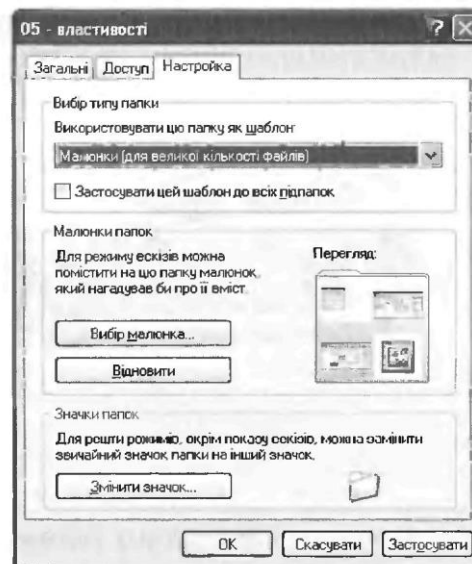 05 - властивості
Загальні Доступ Настройка
Вибір типу папки
Використовувати цю папку як шаблон
Малюнки (для великої кількості файлів)
Застосувати цей шаблон до всіх підпапок
Малюнки папок
Для режиму ескізів можна
помістити на цю папку малюнок,
який нагадував би про її вміст.
Перегляд:
Вибір малюнка...
Відновити
Значки папок
Для решти режимів, окрім показу ескізів, можна замінити
звичайний значок папки на інший значок.
Змінити значок...
OK Скасувати Застосувати